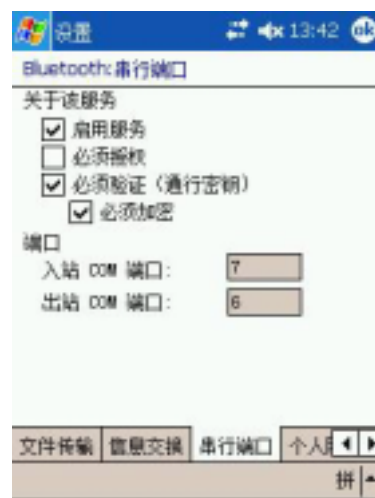 设置 13:42 ok
Bluetooth:串行端口
关于该服务
启用服务
必须授权
必须验证（通行密钥）
必须加密
端口
入站 COM 端口: 7
出站 COM 端口: 6
文件传输 信息交换 串行端口 个人
拼